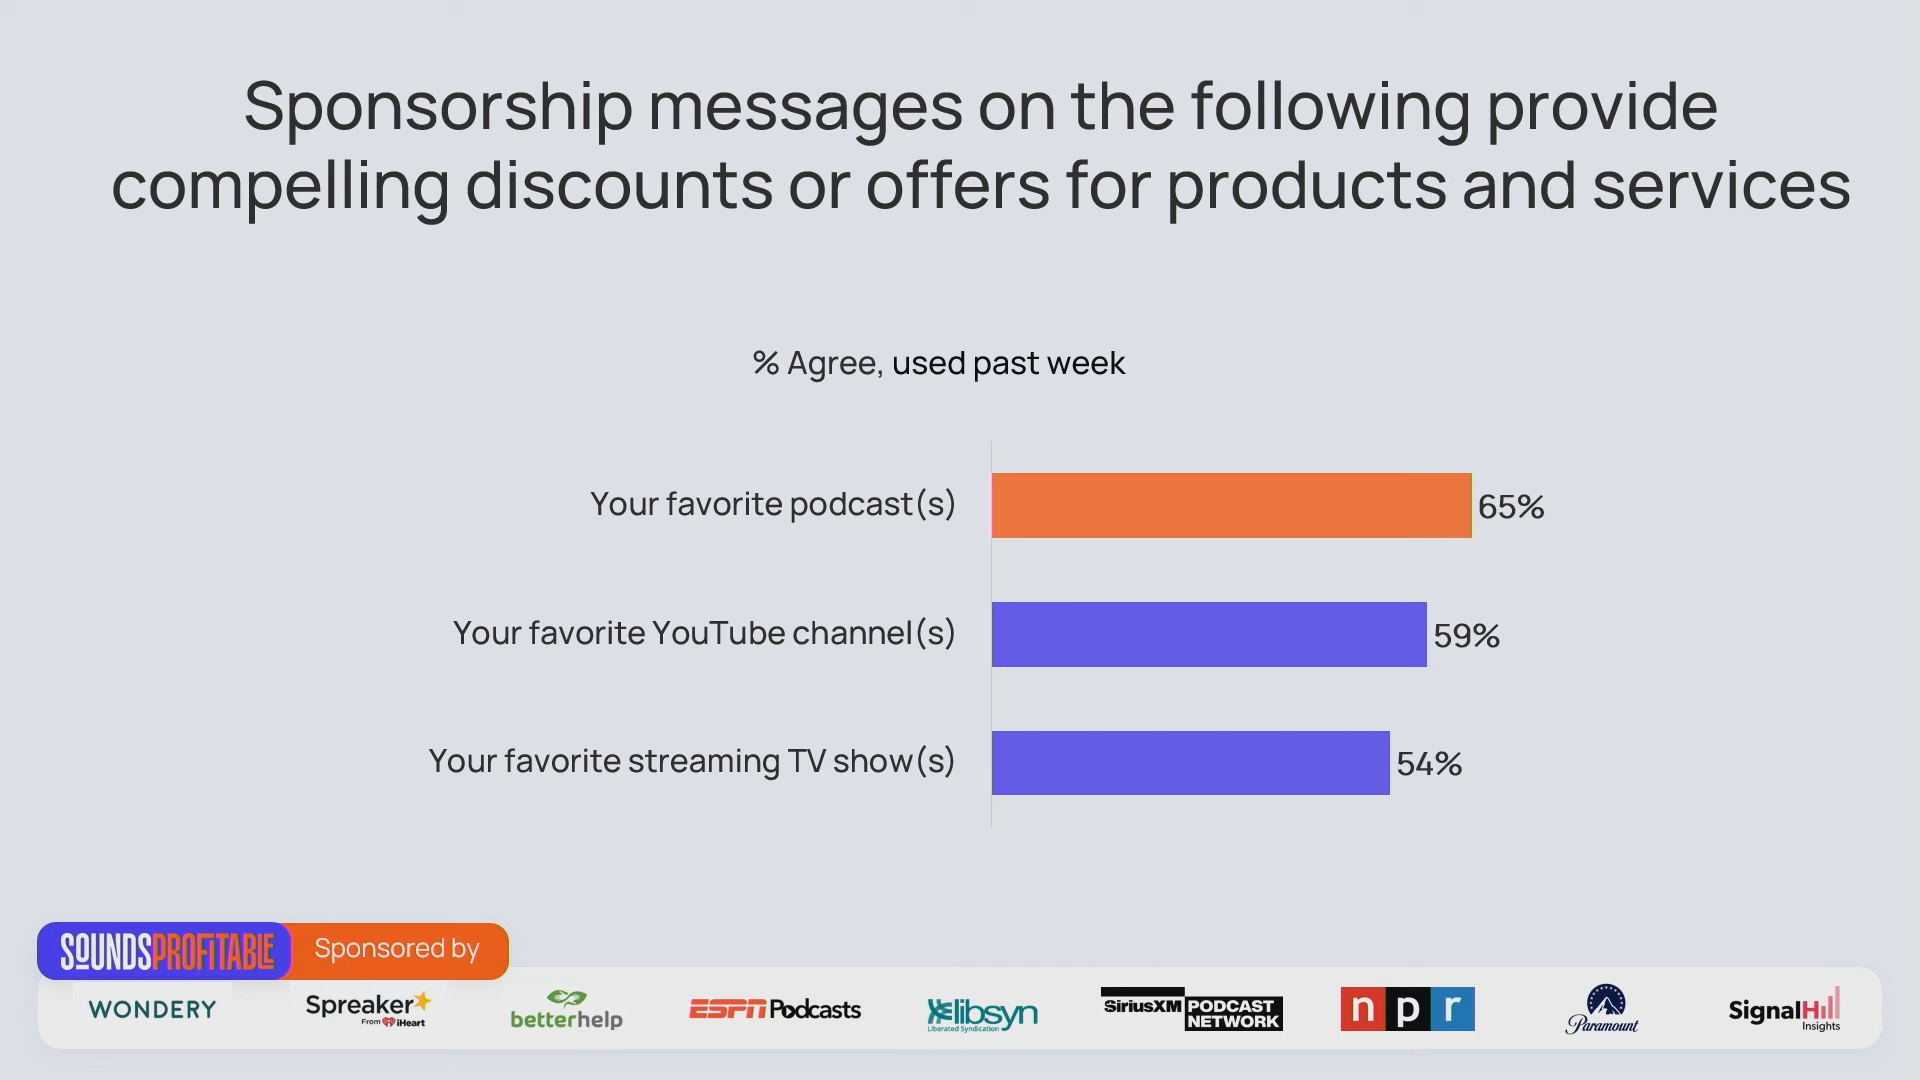 Sponsorship messages on the following provide
compelling discounts or offers for products and services
% Agree, used past week
Your favorite podcast(s) 65%
Your favorite YouTube channel(s) 59%
Your favorite streaming TV show(s) 54%
SOUNDSPROFITABLE Sponsored by
WONDERY
Spreaker
From iHeart
betterhelp
ESPN Podcasts
libsyn
Liberated Syndication
SiriusXM PODCAST
NETWORK
npr
Paramount
SignalHill
Insights